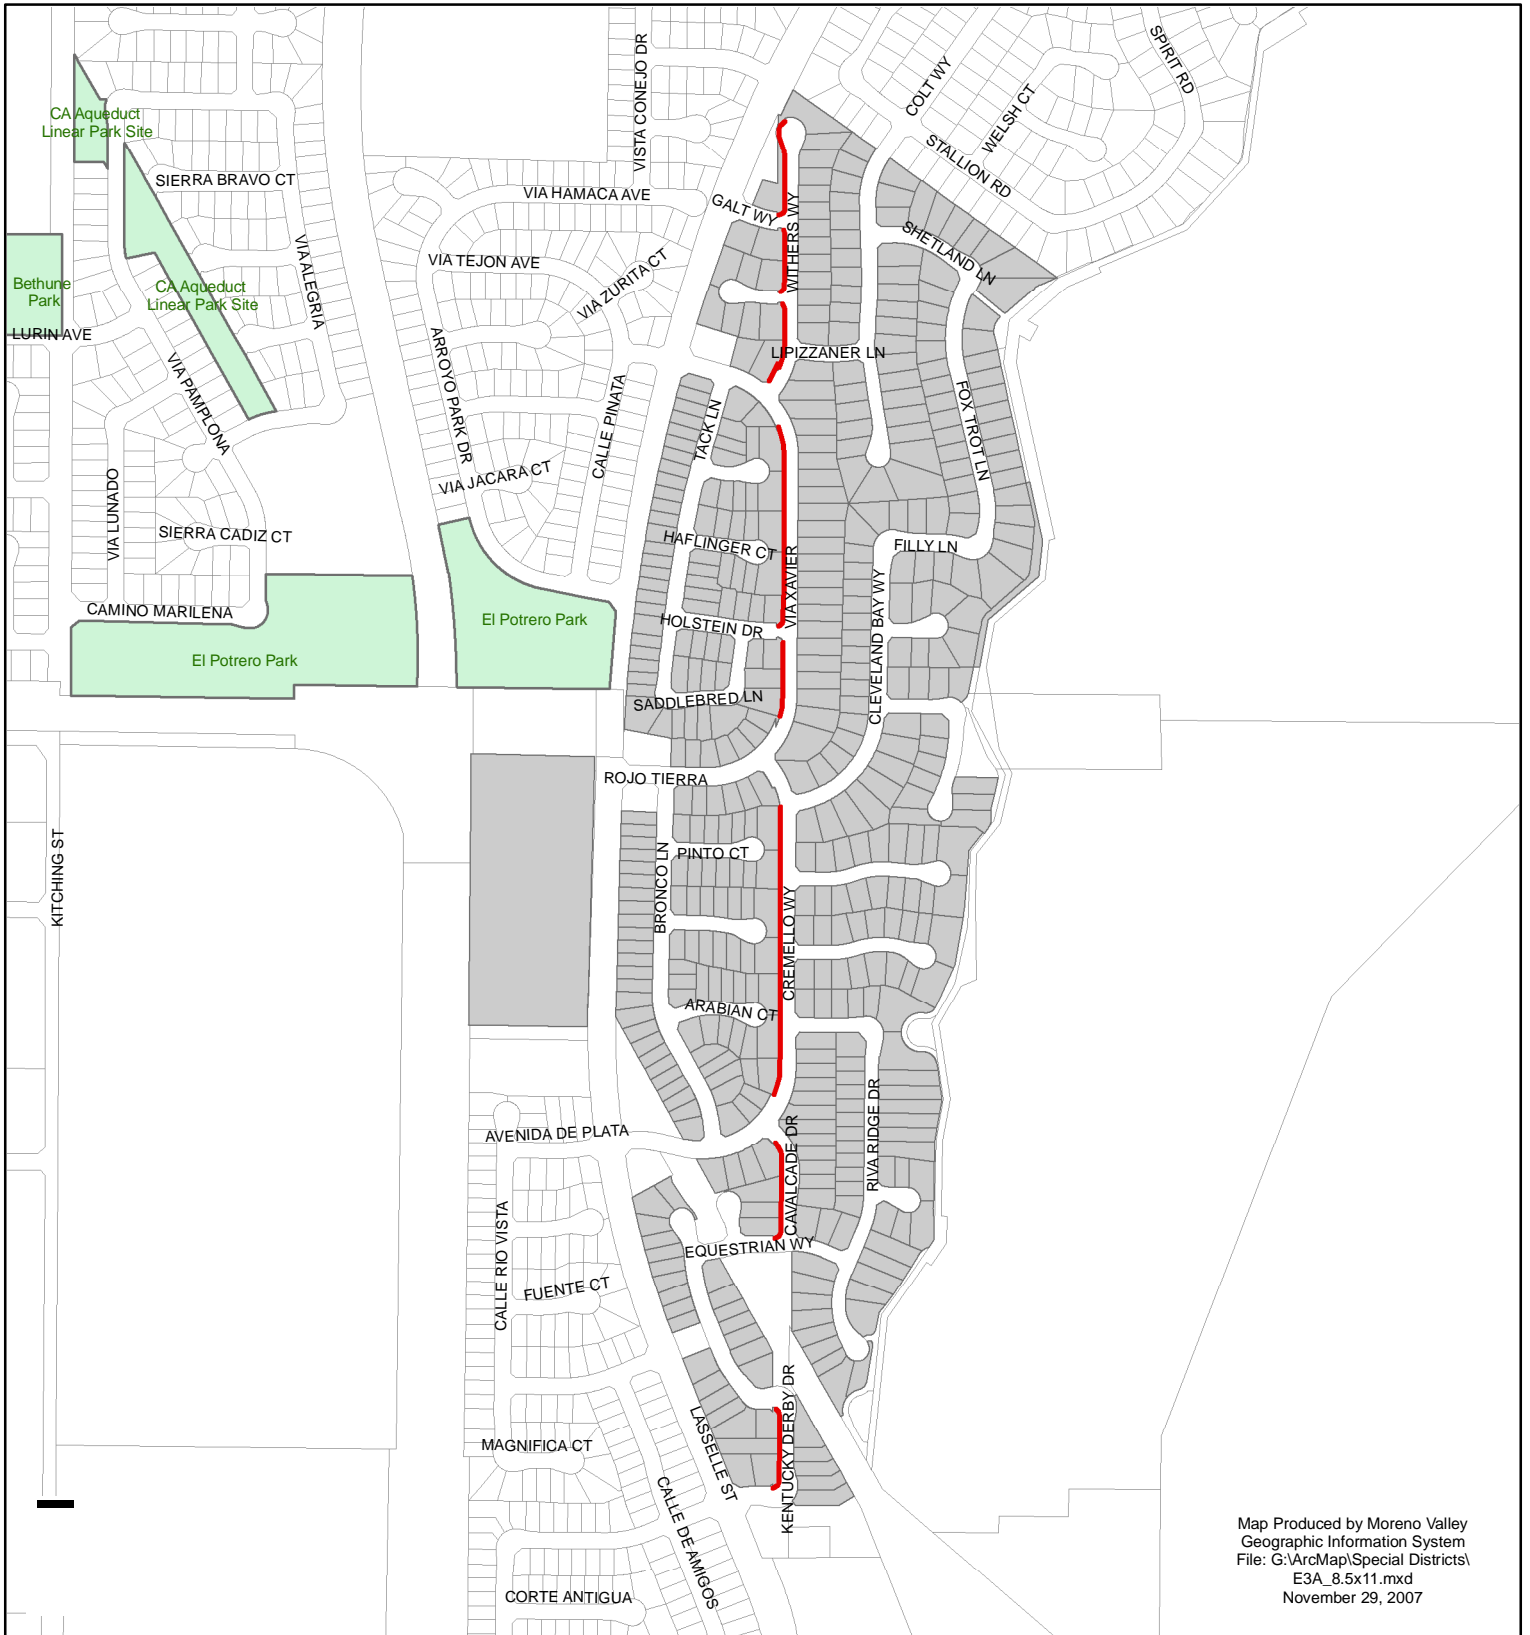 SPIRIT RD
VISTA CONEJO DR
COLT WY
WELSH CT
CA Aqueduct
Linear Park Site
STALLION RD
SIERRA BRAVO CT
VIA HAMACA AVE
GALT WY
WITHERS WY
SHETLAND LN
VIA ALEGRIA
VIA TEJON AVE
VIA ZURITA CT
Bethune
Park
CA Aqueduct
Linear Park Site
LURIN AVE
LIPIZZANER LN
VIA PAMPLONA
ARROYO PARK DR
CALLE PINATA
TACK LN
FOX TROT LN
VIA JACARA CT
VIA LUNADO
SIERRA CADIZ CT
HAFLINGER CT
FILLY LN
VIA XAVIER
CLEVELAND BAY WY
CAMINO MARILENA
El Potrero Park
HOLSTEIN DR
El Potrero Park
SADDLEBRED LN
ROJO TIERRA
KITCHING ST
PINTO CT
BRONCO LN
CREMELLO WY
ARABIAN CT
RIVA RIDGE DR
AVENIDA DE PLATA
CAVALCADE DR
CALLE RIO VISTA
EQUESTRIAN WY
FUENTE CT
KENTUCKY DERBY DR
LASSELLE ST
MAGNIFICA CT
CALLE DE AMIGOS
CORTE ANTIGUA
Map Produced by Moreno Valley
Geographic Information System
File: G:\ArcMap\Special Districts\
E3A_8.5x11.mxd
November 29, 2007